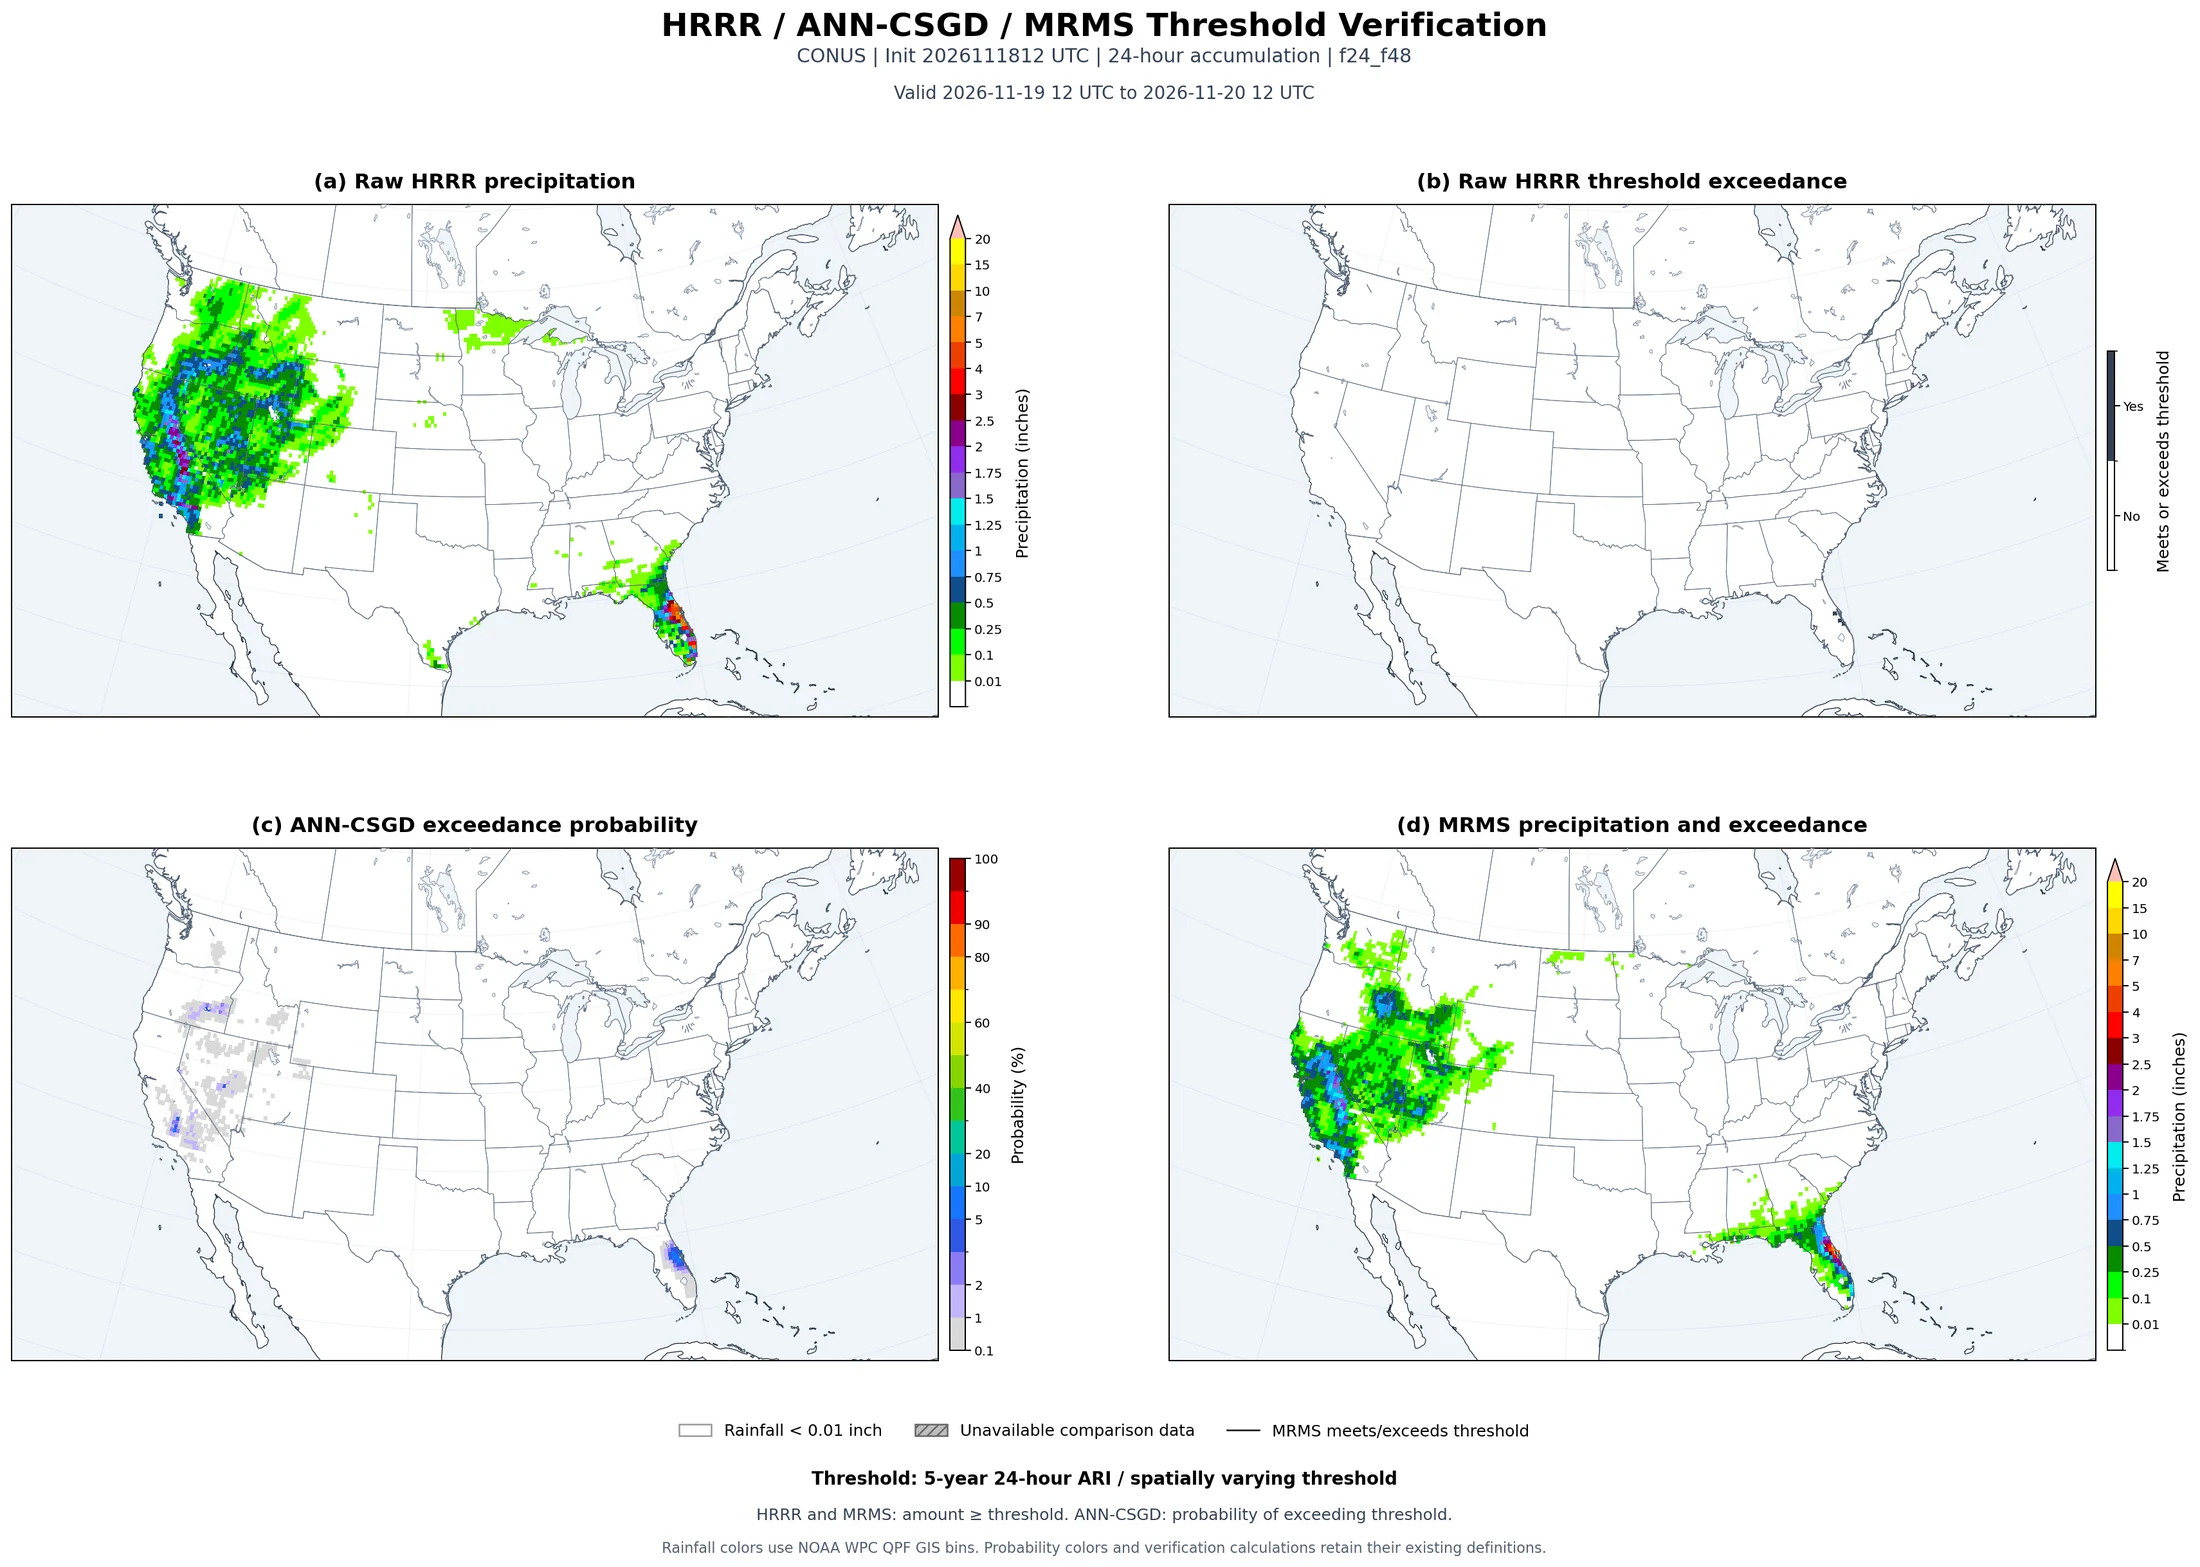 HRRR / ANN-CSGD / MRMS Threshold Verification
CONUS | Init 2026111812 UTC | 24-hour accumulation | f24_f48
Valid 2026-11-19 12 UTC to 2026-11-20 12 UTC
(a) Raw HRRR precipitation
20
15
10
7
5
4
3
2.5
2
1.75
1.5
1.25
1
0.75
0.5
0.25
0.1
0.01
Precipitation (inches)
(b) Raw HRRR threshold exceedance
Yes
No
Meets or exceeds threshold
(c) ANN-CSGD exceedance probability
100
90
80
60
40
20
10
5
2
1
0.1
Probability (%)
(d) MRMS precipitation and exceedance
20
15
10
7
5
4
3
2.5
2
1.75
1.5
1.25
1
0.75
0.5
0.25
0.1
0.01
Precipitation (inches)
Rainfall < 0.01 inch
Unavailable comparison data
MRMS meets/exceeds threshold
Threshold: 5-year 24-hour ARI / spatially varying threshold
HRRR and MRMS: amount ≥ threshold. ANN-CSGD: probability of exceeding threshold.
Rainfall colors use NOAA WPC QPF GIS bins. Probability colors and verification calculations retain their existing definitions.